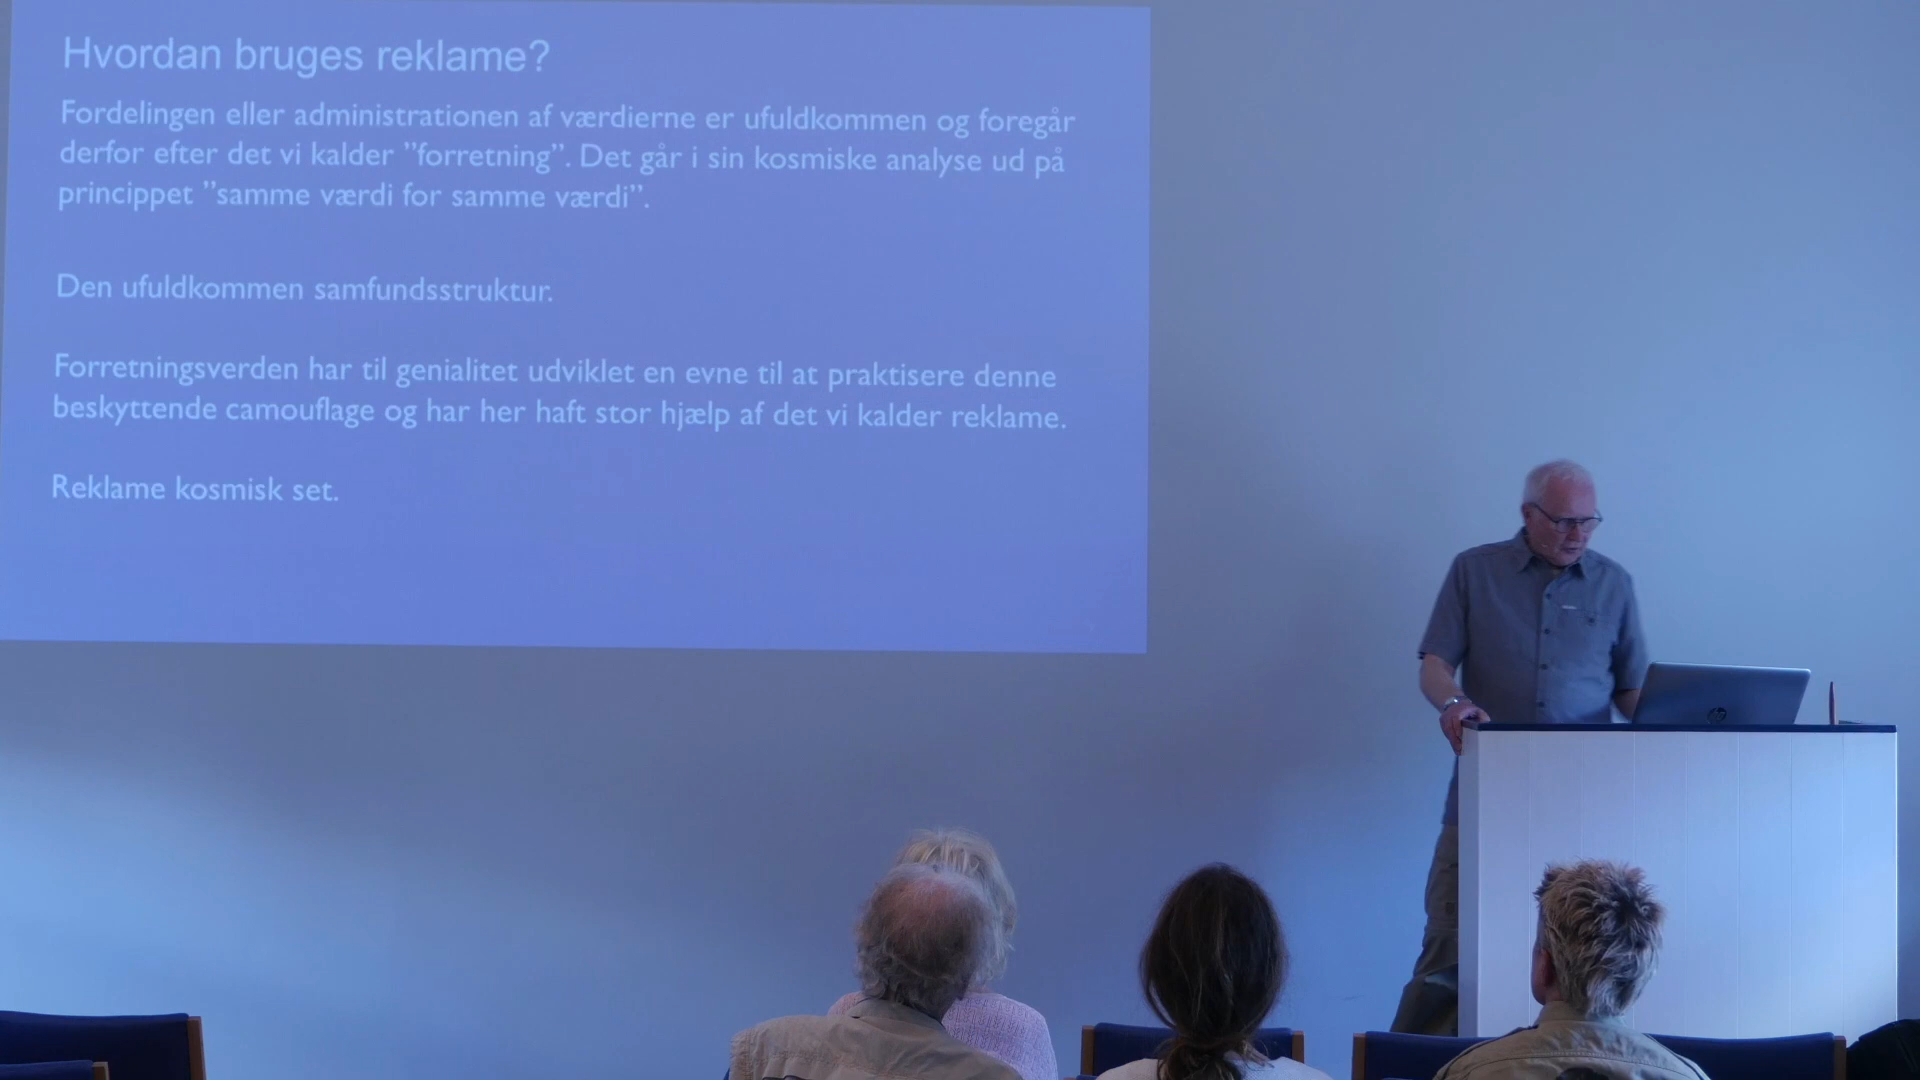 Hvordan bruges reklame?
Fordelingen eller administrationen af værdierne er ufuldkommen og foregår
derfor efter det vi kalder ”forretning”. Det går i sin kosmiske analyse ud på
princippet ”samme værdi for samme værdi”.
Den ufuldkommen samfundsstruktur.
Forretningsverden har til genialitet udviklet en evne til at praktisere denne
beskyttende camouflage og har her haft stor hjælp af det vi kalder reklame.
Reklame kosmisk set.
hp